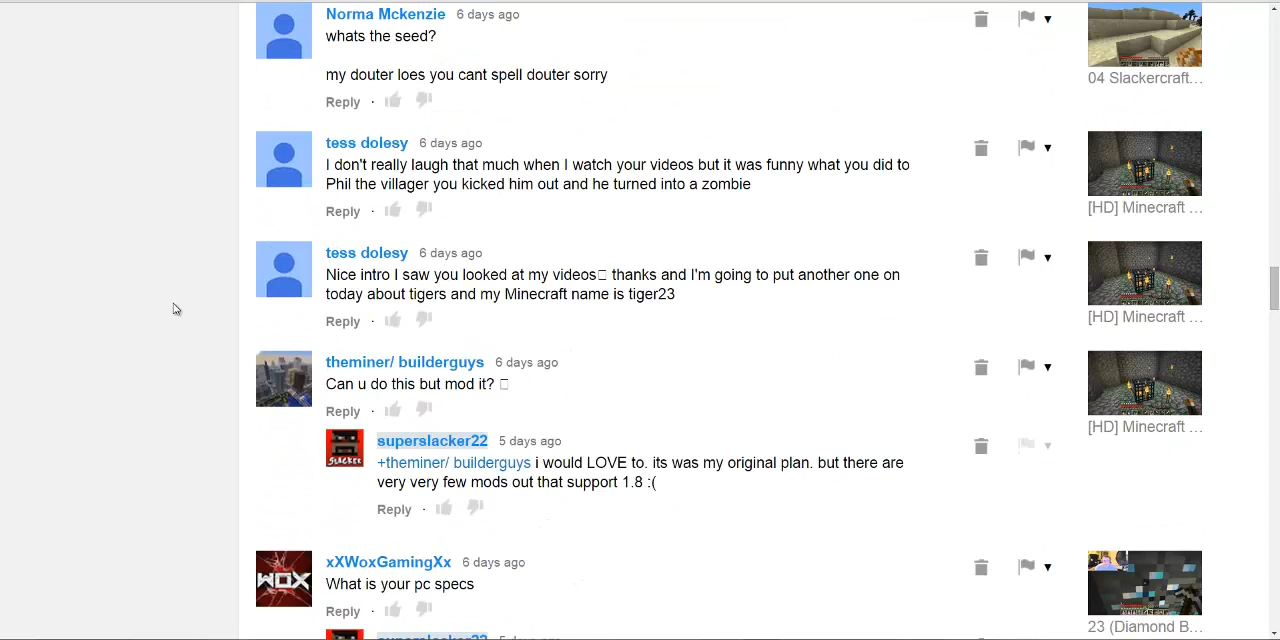 Norma Mckenzie 6 days ago
whats the seed?
my douter loes you cant spell douter sorry
Reply ·
04 Slackercraft...
tess dolesy 6 days ago
I don't really laugh that much when I watch your videos but it was funny what you did to
Phil the villager you kicked him out and he turned into a zombie
Reply ·
[HD] Minecraft ...
tess dolesy 6 days ago
Nice intro I saw you looked at my videos□ thanks and I'm going to put another one on
today about tigers and my Minecraft name is tiger23
Reply ·
[HD] Minecraft ...
theminer/ builderguys 6 days ago
Can u do this but mod it? □
Reply ·
[HD] Minecraft ...
SLACKER
superslacker22 5 days ago
+theminer/ builderguys i would LOVE to. its was my original plan. but there are
very very few mods out that support 1.8 :(
Reply ·
WOX
xXWoxGamingXx 6 days ago
What is your pc specs
Reply ·
23 (Diamond B...
superslacker22 5 days ago